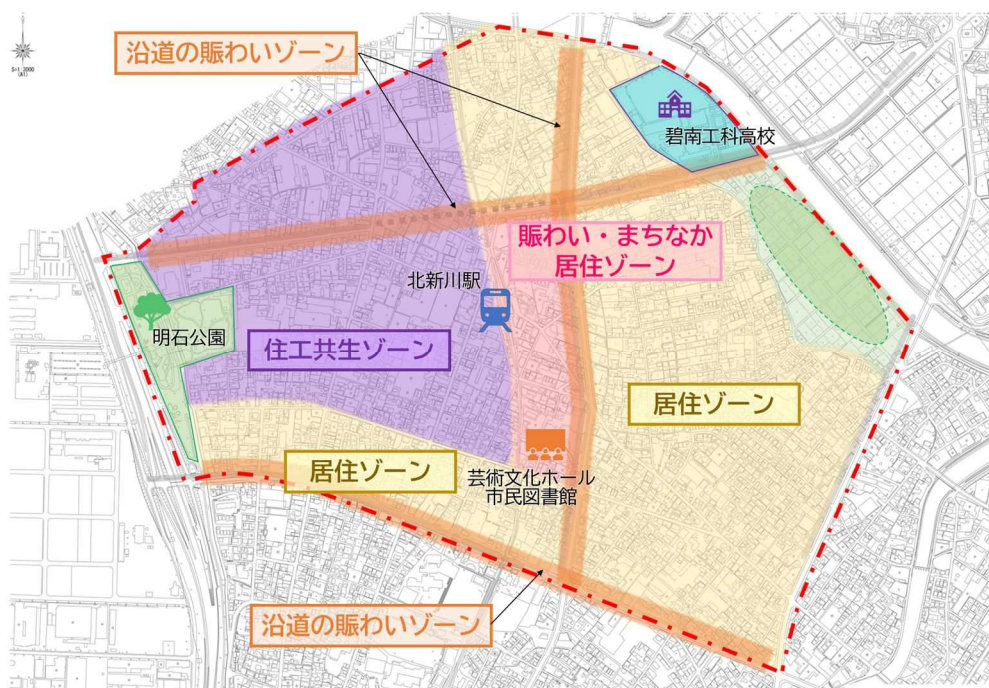 沿道の賑わいゾーン
S=1:3000
(A1)
碧南工科高校
賑わい・まちなか
居住ゾーン
北新川駅
明石公園
住工共生ゾーン
居住ゾーン
居住ゾーン
芸術文化ホール
市民図書館
沿道の賑わいゾーン